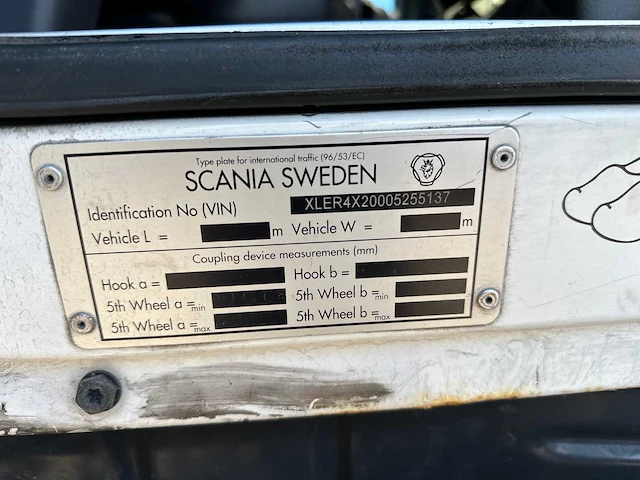 Type plate for international traffic (96/53/EC)
SCANIA SWEDEN
Identification No (VIN) XLER4X20005255137
Vehicle L = m Vehicle W = m
Coupling device measurements (mm)
Hook a = Hook b =
5th Wheel a =min 5th Wheel b =min
5th Wheel a =max 5th Wheel b =max